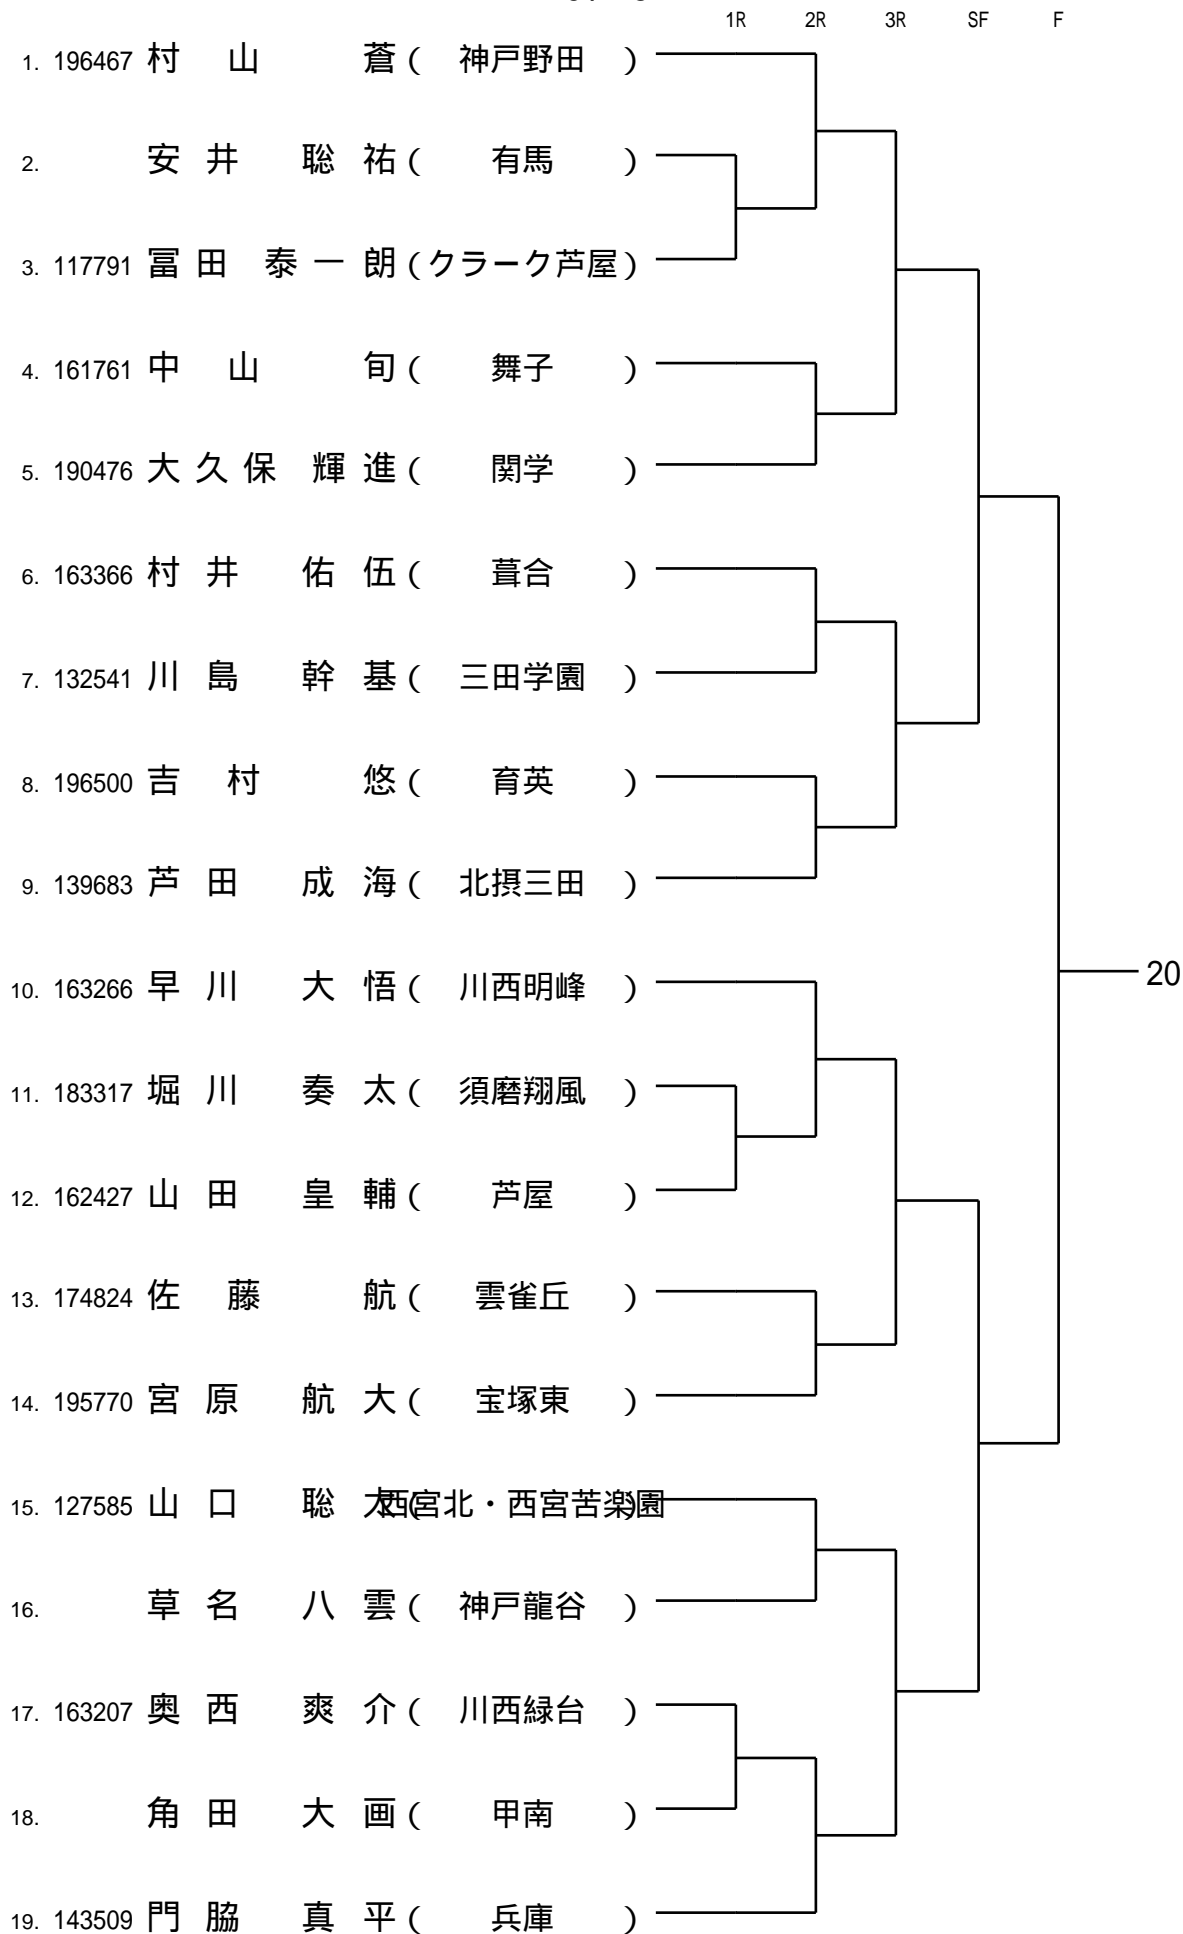 1R 2R 3R SF F
1. 196467 村 山 蒼 ( 神戸野田 )
2. 安 井 聡 祐 ( 有馬 )
3. 117791 冨 田 泰 一 朗 ( クラーク芦屋 )
4. 161761 中 山 旬 ( 舞子 )
5. 190476 大 久 保 輝 進 ( 関学 )
6. 163366 村 井 佑 伍 ( 葺合 )
7. 132541 川 島 幹 基 ( 三田学園 )
8. 196500 吉 村 悠 ( 育英 )
9. 139683 芦 田 成 海 ( 北摂三田 )
10. 163266 早 川 大 悟 ( 川西明峰 )
20
11. 183317 堀 川 奏 太 ( 須磨翔風 )
12. 162427 山 田 皇 輔 ( 芦屋 )
13. 174824 佐 藤 航 ( 雲雀丘 )
14. 195770 宮 原 航 大 ( 宝塚東 )
15. 127585 山 口 聡 太 ( 西宮北・西宮苦楽園 )
16. 草 名 八 雲 ( 神戸龍谷 )
17. 163207 奥 西 爽 介 ( 川西緑台 )
18. 角 田 大 画 ( 甲南 )
19. 143509 門 脇 真 平 ( 兵庫 )